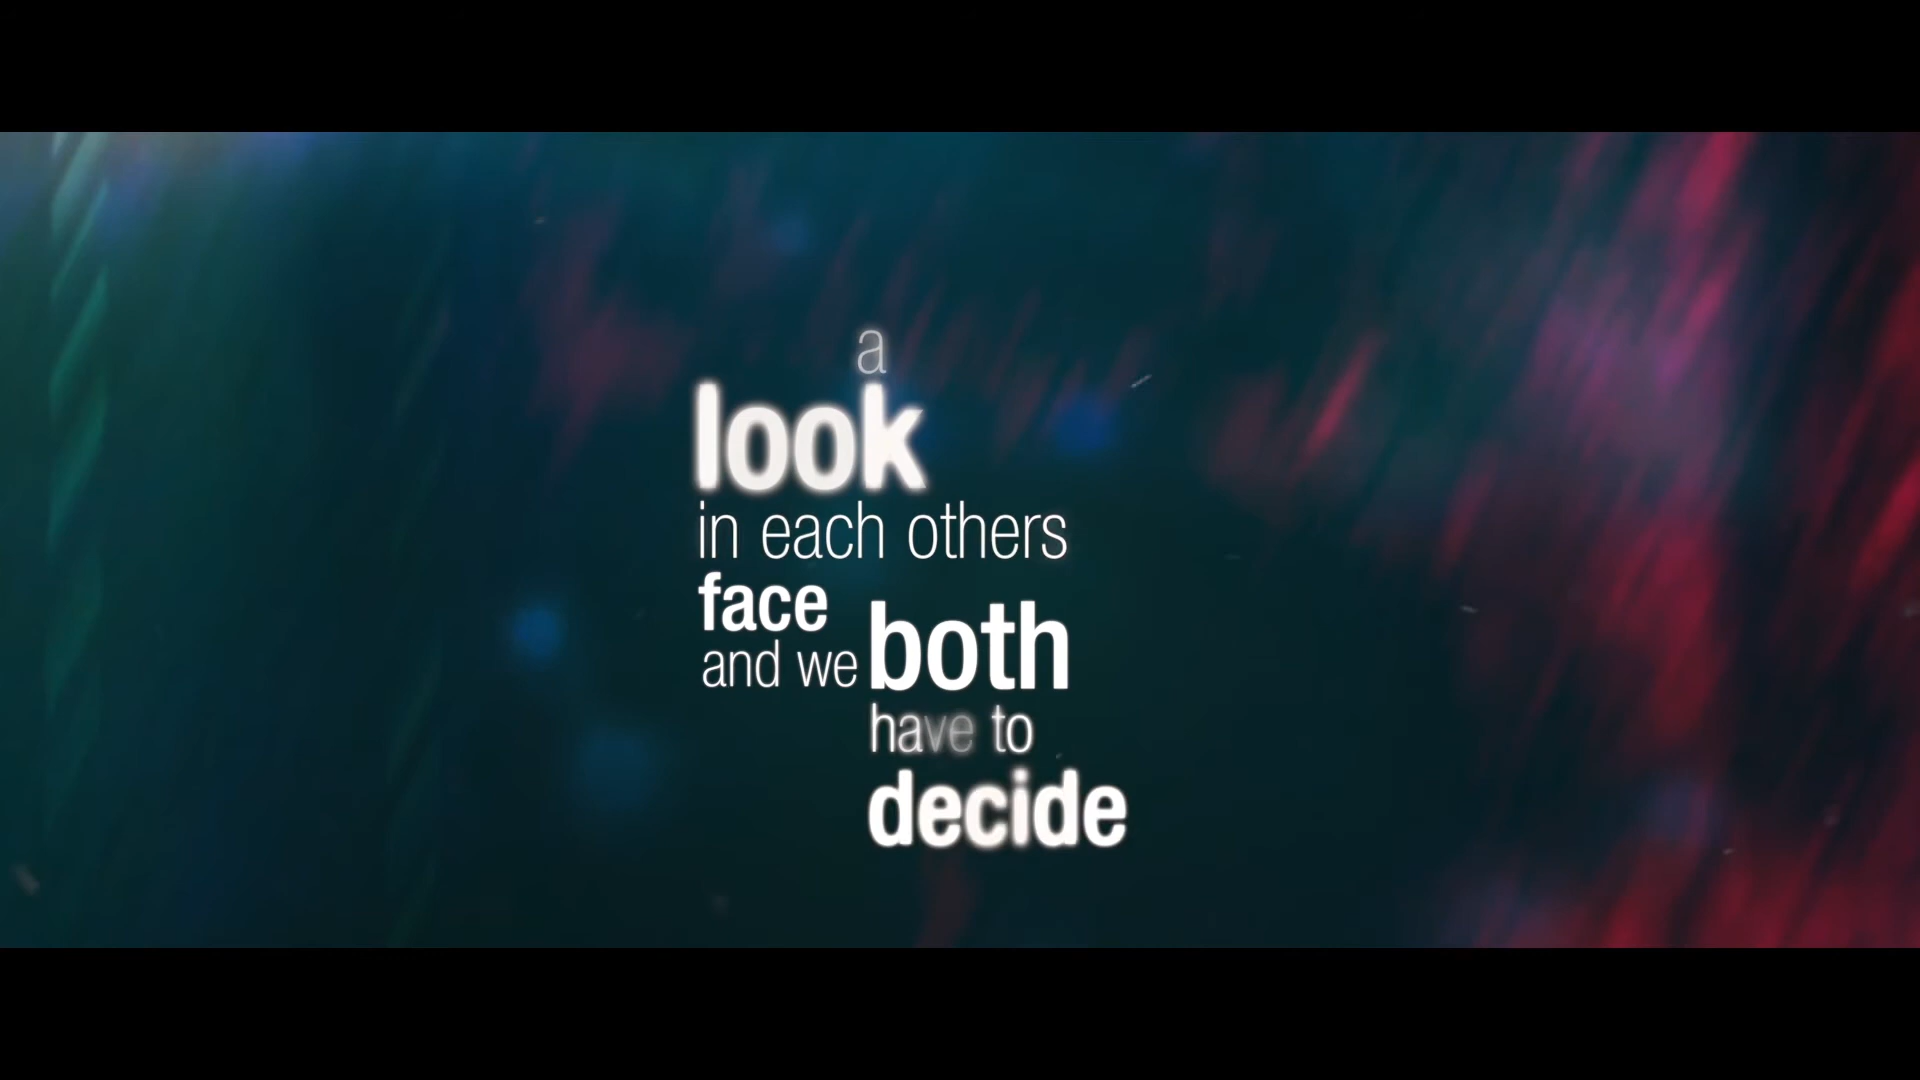 a
look
in each others
face
and we both
have to
decide